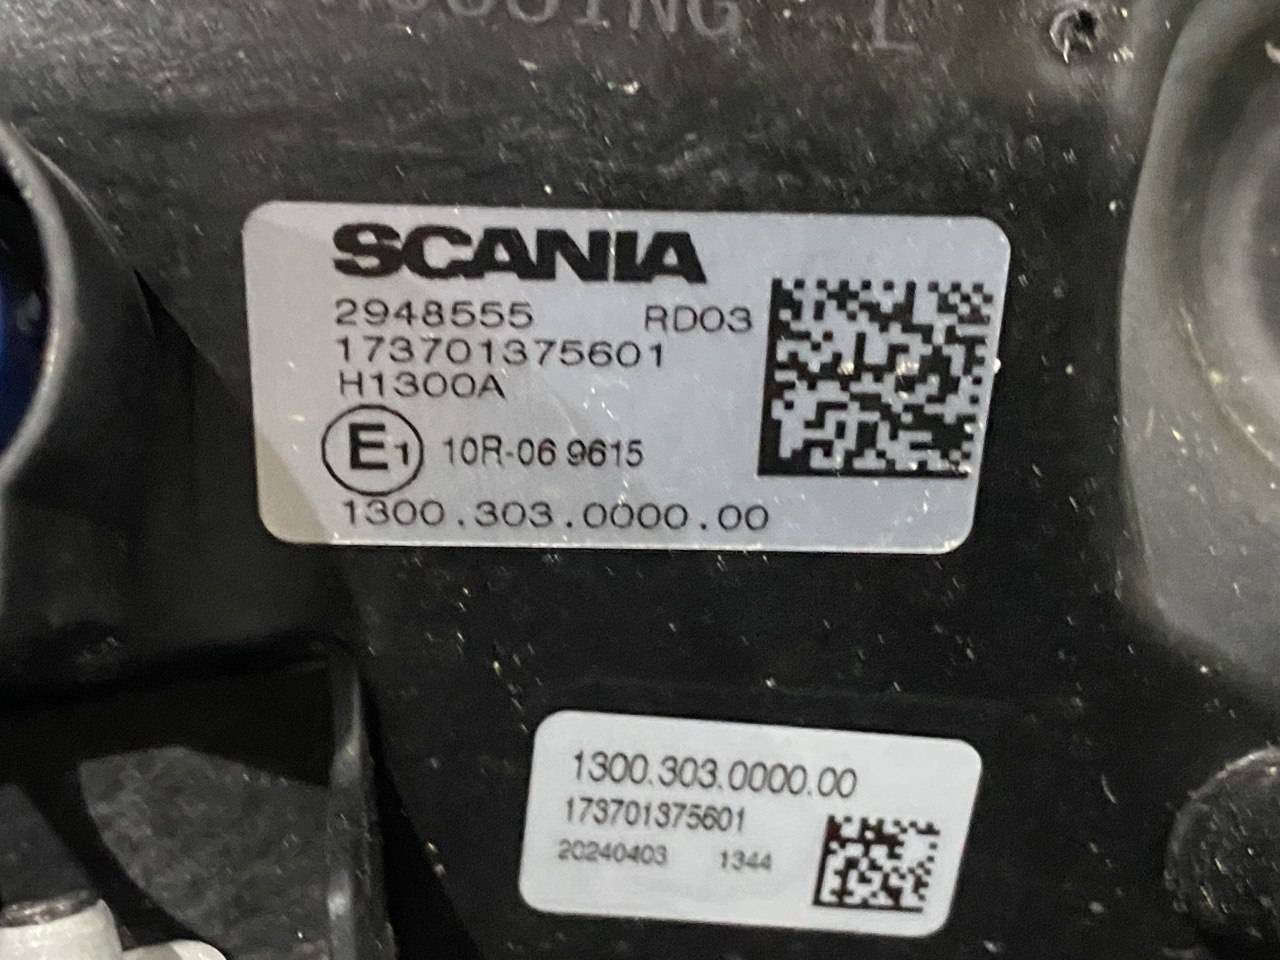 HOUSING L
SCANIA
2948555 RD03
173701375601
H1300A
E1 10R-06 9615
1300.303.0000.00
1300.303.0000.00
173701375601
20240403 1344